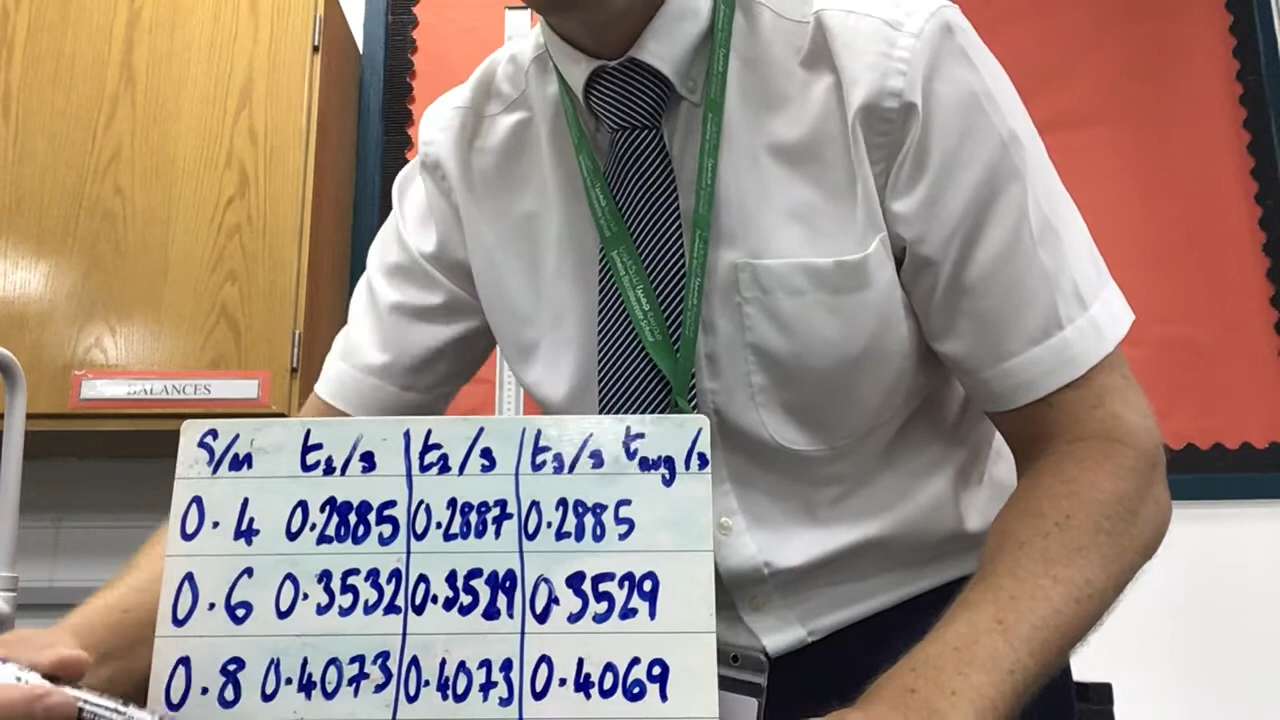 BALANCES
S/m t₁/s t₂/s t₃/s tavg/s
0.4 0.2885 0.2887 0.2885
0.6 0.3532 0.3529 0.3529
0.8 0.4073 0.4073 0.4069